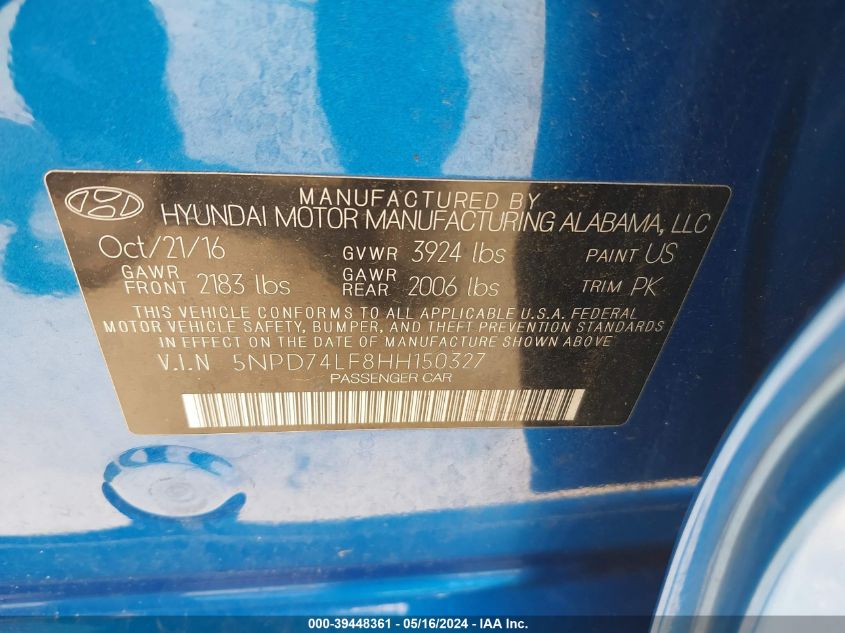 MANUFACTURED BY
HYUNDAI MOTOR MANUFACTURING ALABAMA, LLC
Oct/21/16 GVWR 3924 lbs PAINT US
GAWR FRONT 2183 lbs GAWR REAR 2006 lbs TRIM PK
THIS VEHICLE CONFORMS TO ALL APPLICABLE U.S.A. FEDERAL
MOTOR VEHICLE SAFETY, BUMPER, AND THEFT PREVENTION STANDARDS
IN EFFECT ON THE DATE OF MANUFACTURE SHOWN ABOVE.
V.I.N 5NPD74LF8HH150327
PASSENGER CAR
000-39448361 - 05/16/2024 - IAA Inc.